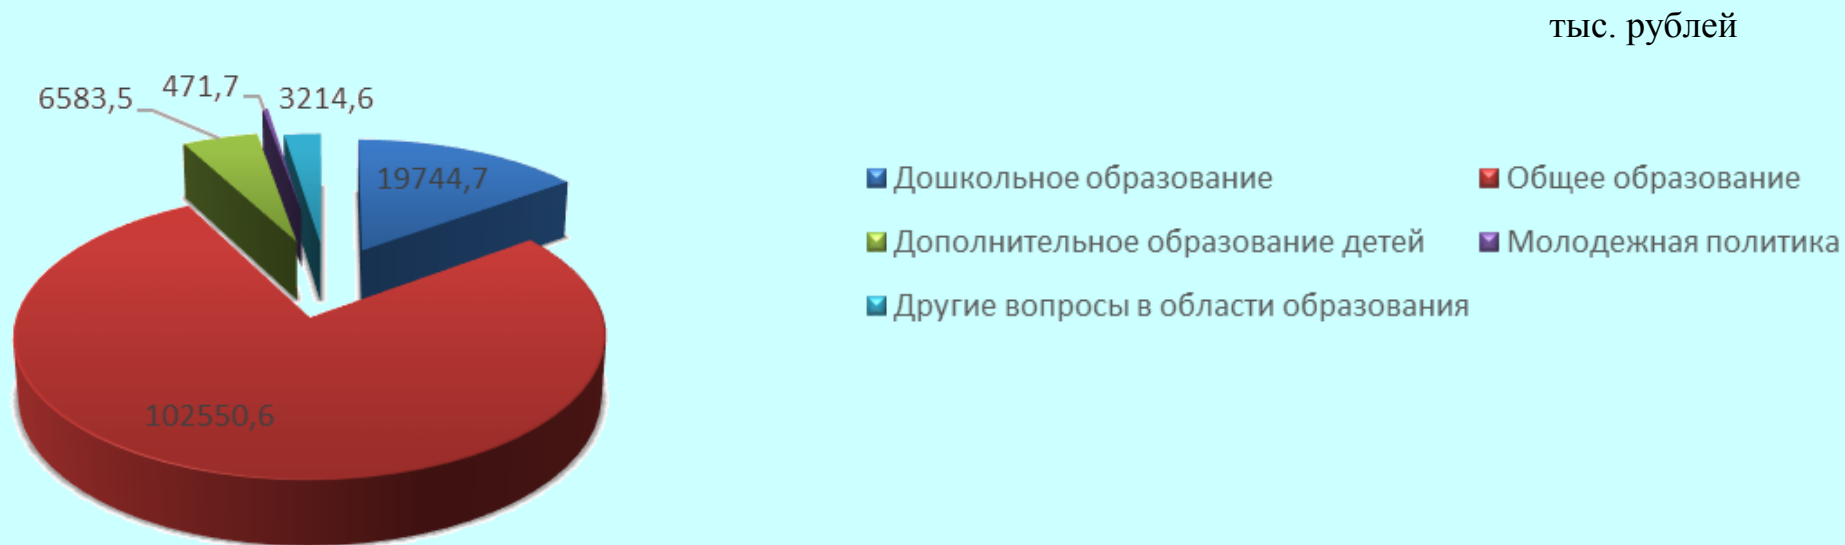 тыс. рублей
6583,5
471,7
3214,6
19744,7
102550,6
Дошкольное образование
Общее образование
Дополнительное образование детей
Молодежная политика
Другие вопросы в области образования